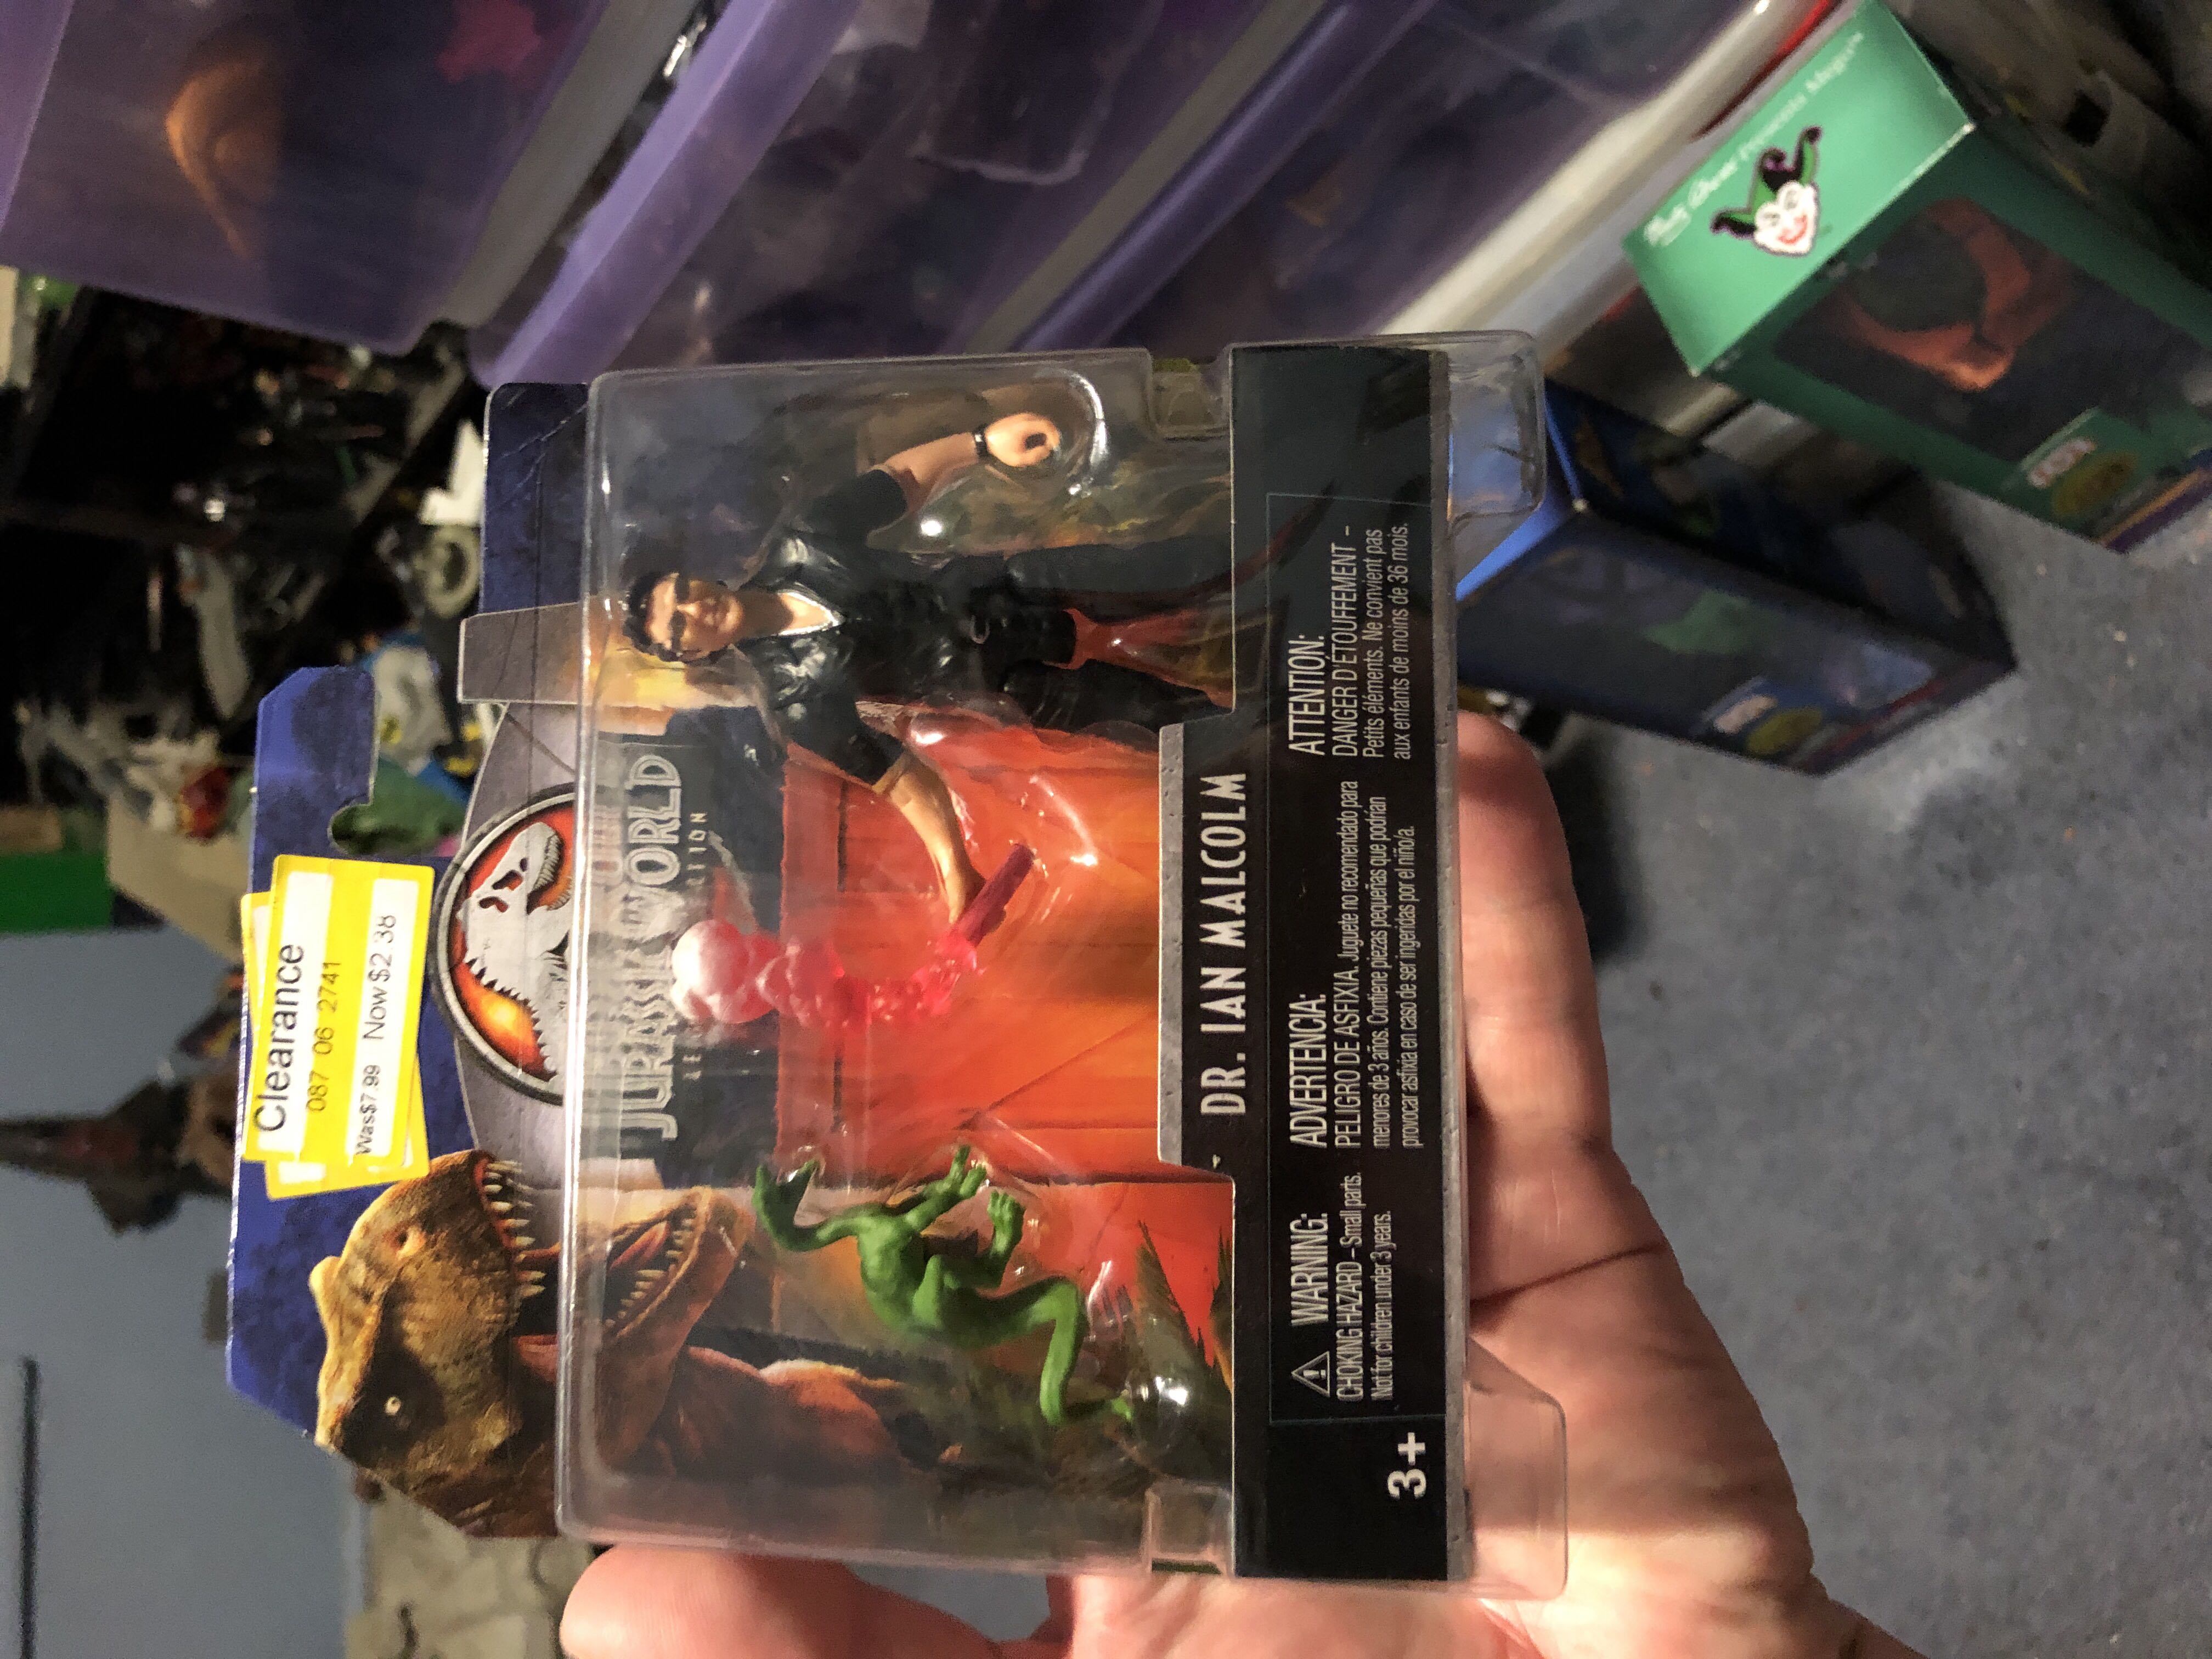 Clearance
087 06 2741
Was$7.99 Now$2.38
JURASSIC WORLD
DR. IAN MALCOLM
WARNING:
CHOKING HAZARD –Small parts.
Not for children under 3 years.
ADVERTENCIA:
PELIGRO DE ASFIXIA. Juguete no recomendado para
menores de 3 años. Contiene piezas pequeñas que podrían
provocar asfixia en caso de ser ingeridas por el niño/a.
ATTENTION:
DANGER D'ÉTOUFFEMENT –
Petits éléments. Ne convient pas
aux enfants de moins de 36 mois.
3+